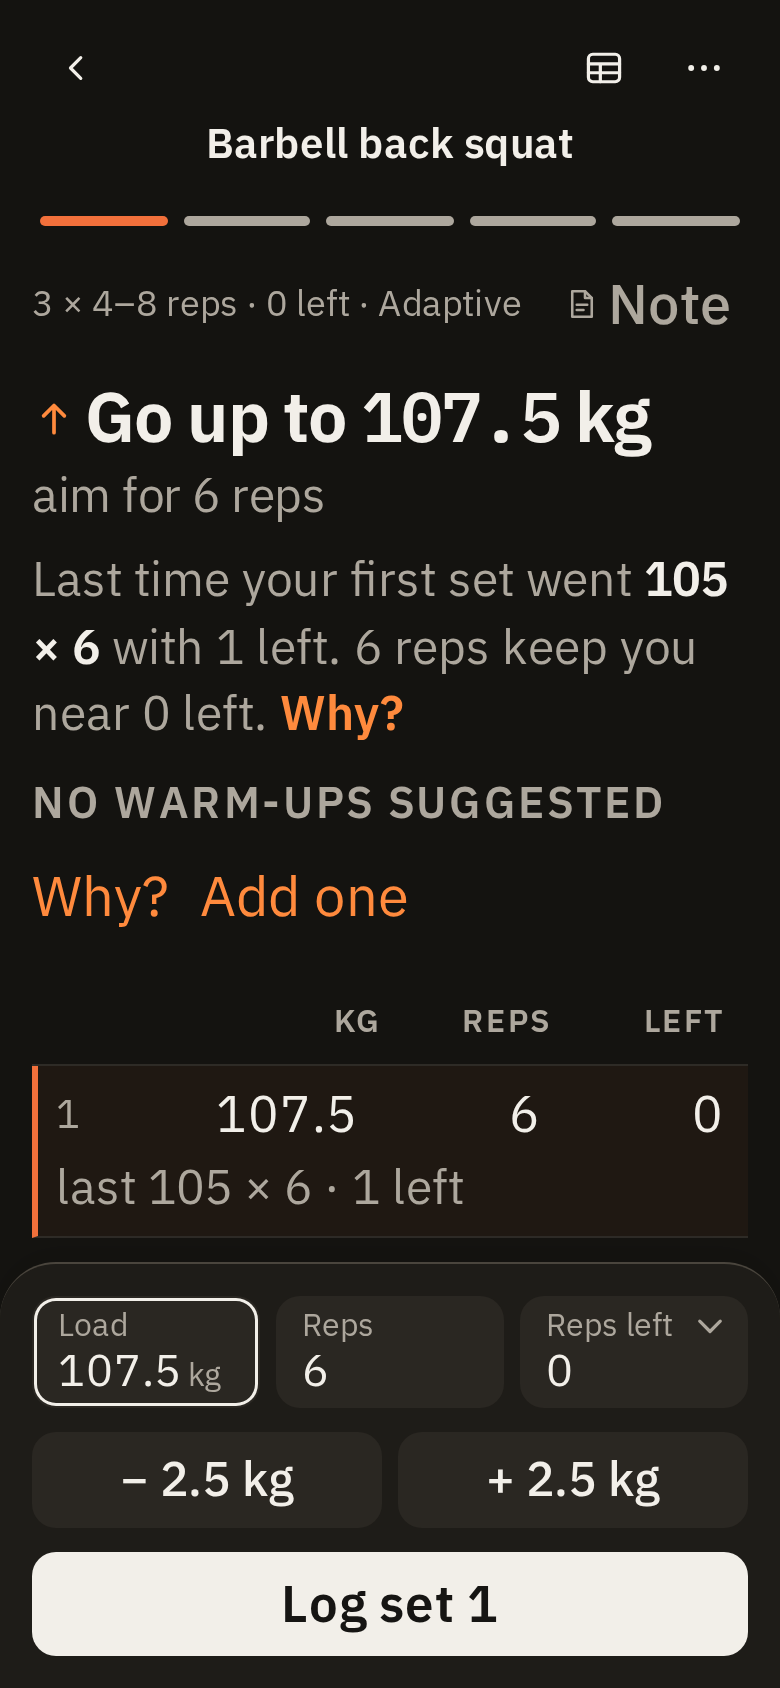 Barbell back squat
3 × 4–8 reps · 0 left · Adaptive
Note
Go up to 107.5 kg
aim for 6 reps
Last time your first set went 105
× 6 with 1 left. 6 reps keep you
near 0 left. Why?
NO WARM-UPS SUGGESTED
Why? Add one
KG REPS LEFT
1 107.5 6 0
last 105 × 6 · 1 left
Load Reps Reps left
107.5 kg 6 0
− 2.5 kg + 2.5 kg
Log set 1